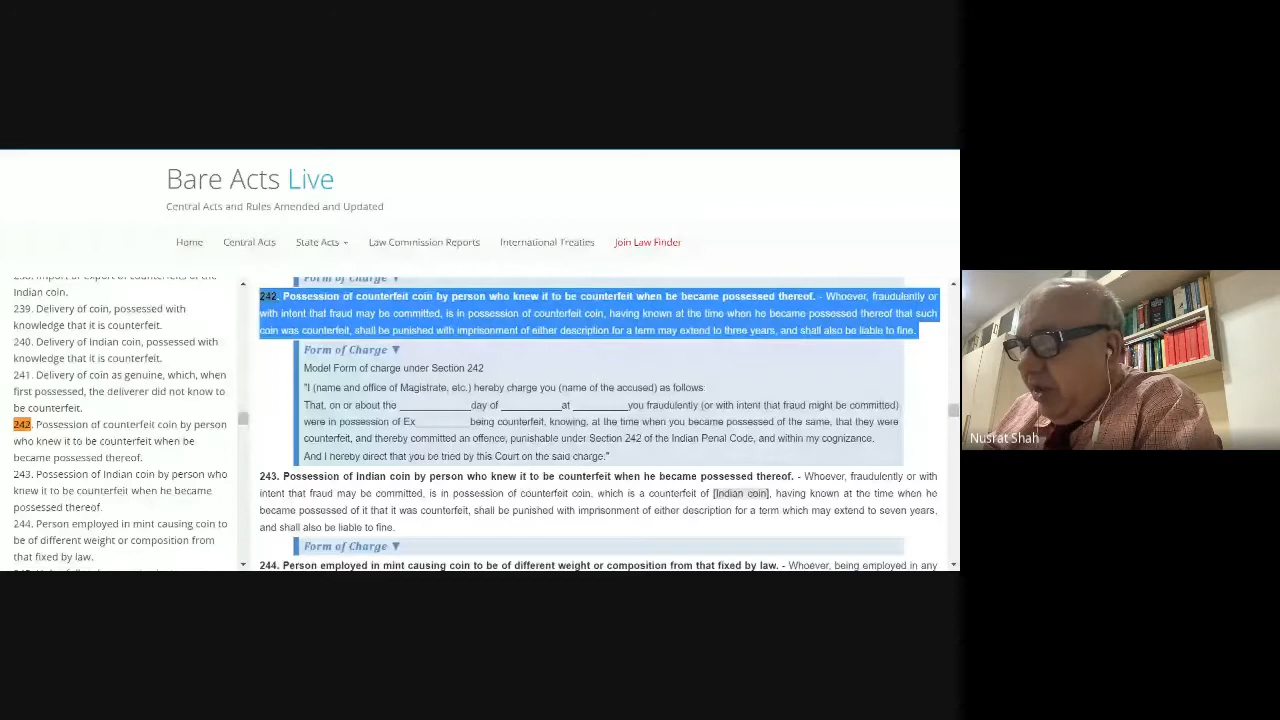 Bare Acts Live
Central Acts and Rules Amended and Updated
Home Central Acts State Acts Law Commission Reports International Treaties Join Law Finder
238. Import or export of counterfeits of the
Indian coin.
239. Delivery of coin, possessed with
knowledge that it is counterfeit.
240. Delivery of Indian coin, possessed with
knowledge that it is counterfeit.
241. Delivery of coin as genuine, which, when
first possessed, the deliverer did not know to
be counterfeit.
242. Possession of counterfeit coin by person
who knew it to be counterfeit when be
became possessed thereof.
243. Possession of Indian coin by person who
knew it to be counterfeit when he became
possessed thereof.
244. Person employed in mint causing coin to
be of different weight or composition from
that fixed by law.
Form of Charge ▼
242. Possession of counterfeit coin by person who knew it to be counterfeit when be became possessed thereof. - Whoever, fraudulently or
with intent that fraud may be committed, is in possession of counterfeit coin, having known at the time when he became possessed thereof that such
coin was counterfeit, shall be punished with imprisonment of either description for a term may extend to three years, and shall also be liable to fine.
Form of Charge ▼
Model Form of charge under Section 242
"I (name and office of Magistrate, etc.) hereby charge you (name of the accused) as follows:
That, on or about the ____________day of __________at _________you fraudulently (or with intent that fraud might be committed)
were in possession of Ex_________being counterfeit, knowing, at the time when you became possessed of the same, that they were
counterfeit, and thereby committed an offence, punishable under Section 242 of the Indian Penal Code, and within my cognizance.
And I hereby direct that you be tried by this Court on the said charge."
243. Possession of Indian coin by person who knew it to be counterfeit when he became possessed thereof. - Whoever, fraudulently or with
intent that fraud may be committed, is in possession of counterfeit coin, which is a counterfeit of [Indian coin], having known at the time when he
became possessed of it that it was counterfeit, shall be punished with imprisonment of either description for a term which may extend to seven years,
and shall also be liable to fine.
Form of Charge ▼
244. Person employed in mint causing coin to be of different weight or composition from that fixed by law. - Whoever, being employed in any
Nusrat Shah